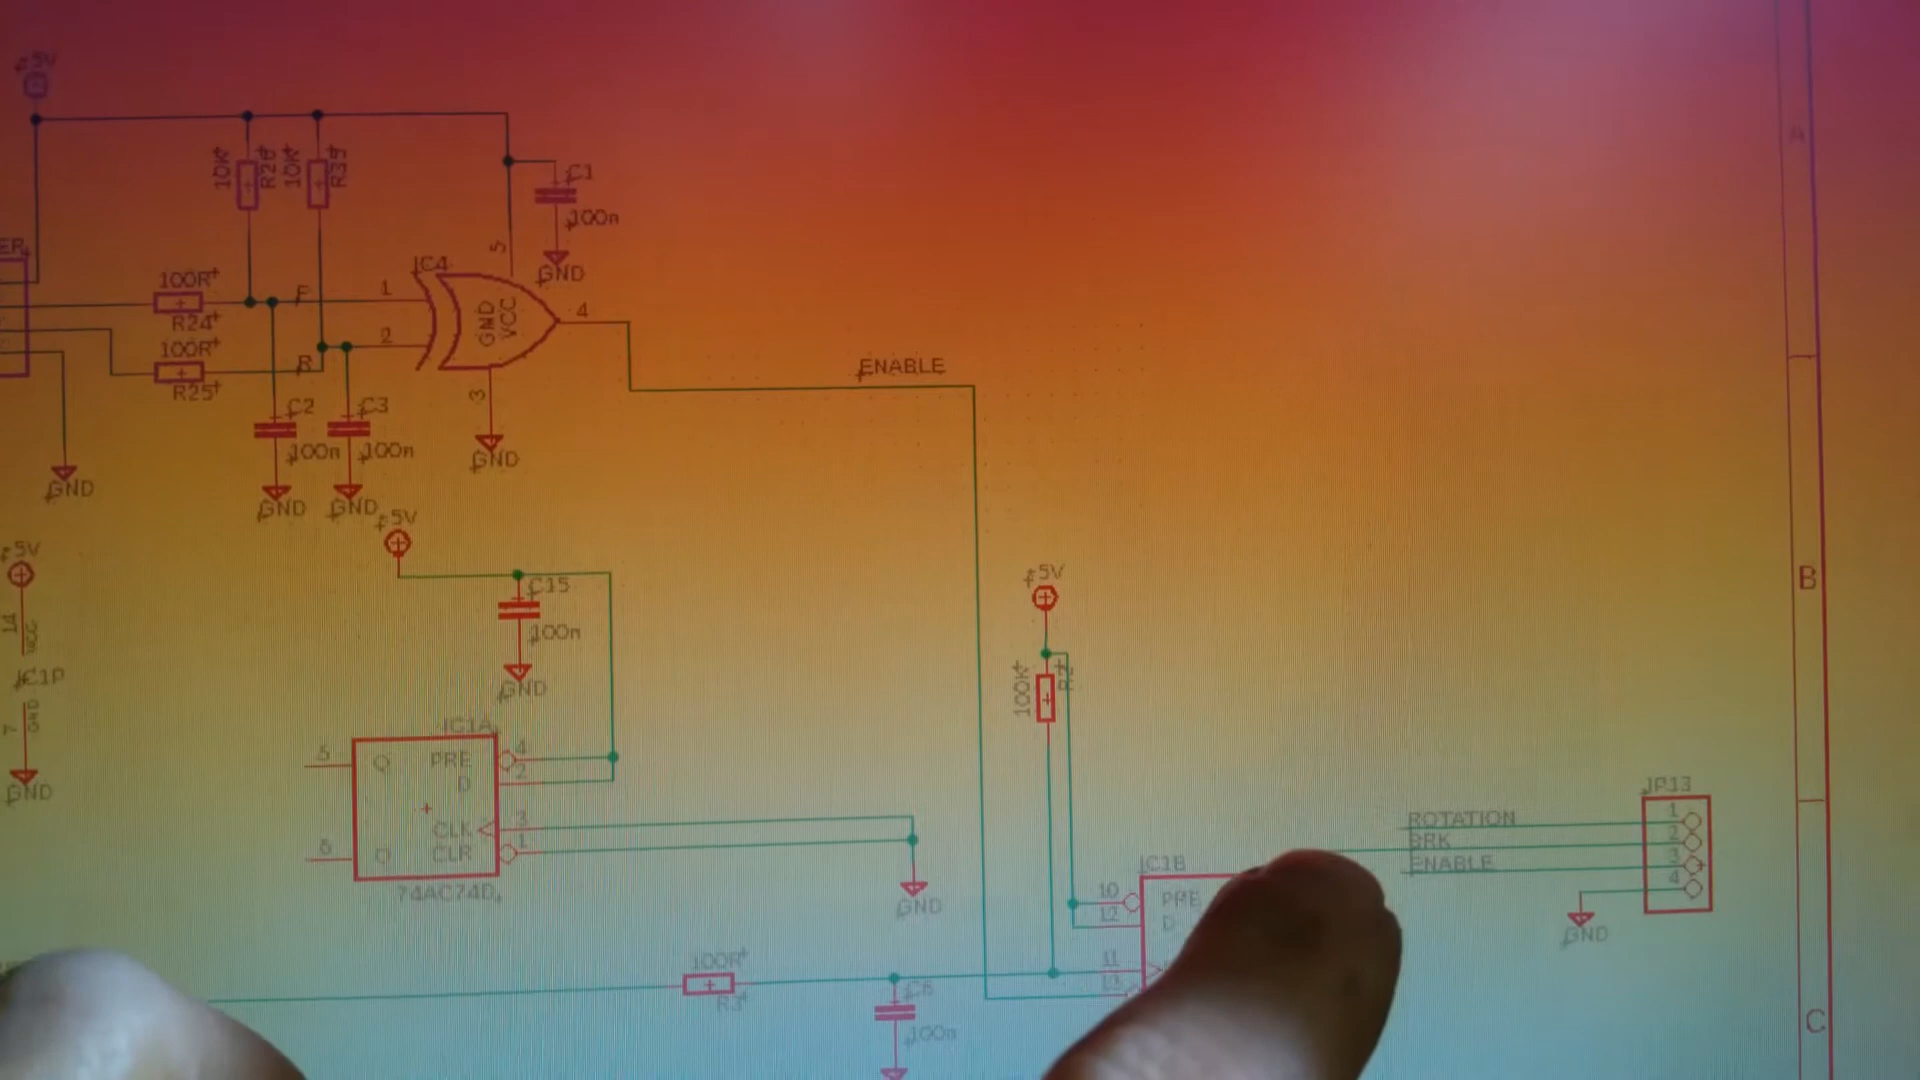 +5V
10K
R26
10K
R39
C1
100n
GND
5
IC4
100R
R24
F
1
GND
VCC
4
2
100R
R25
R
3
GND
ENABLE
C2
100n
GND
C3
100n
GND
GND
+5V
C15
100n
GND
+5V
14
VCC
IC1P
7
GND
GND
IC1A
5
Q
PRE
4
D
2
CLK
3
6
Q
CLR
1
74AC74D
GND
+5V
100K
IC1B
10
PRE
12
D
11
13
100R
C6
100n
JP13
ROTATION
1
BRK
2
ENABLE
3
4
GND
A
B
C